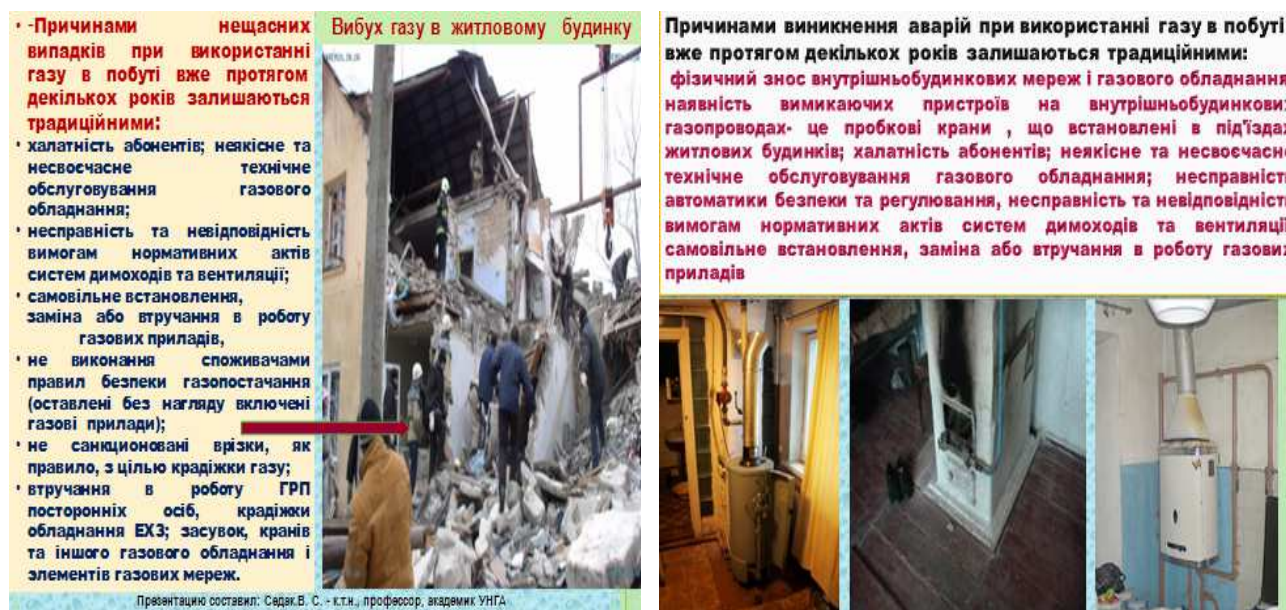 • -Причинами нещасних
випадків при використанні
газу в побуті вже протягом
декількох років залишаються
традиційними:
• халатність абонентів; неякісне та
несвоєчасне технічне
обслуговування газового
обладнання;
• несправність та невідповідність
вимогам нормативних актів
систем димоходів та вентиляції;
• самовільне встановлення,
заміна або втручання в роботу
газових приладів,
• не виконання споживачами
правил безпеки газопостачання
(оставлені без нагляду включені
газові прилади);
• не санкціоновані врізки, як
правило, з цілью крадіжки газу;
• втручання в роботу ГРП
посторонніх осіб, крадіжки
обладнання ЕХЗ; засувок, кранів
та іншого газового обладнання і
элементів газових мереж.
Вибух газу в житловому будинку
Презентацію составил: Седак.В. С. - к.т.н., профессор, академик УНГА
Причинами виникнення аварій при використанні газу в побуті
вже протягом декількох років залишаються традиційними:
фізичний знос внутрішньобудинкових мереж і газового обладнання
наявність вимикаючих пристроїв на внутрішньобудинкових
газопроводах- це пробкові крани , що встановлені в під'їздах
житлових будинків; халатність абонентів; неякісне та несвоєчасне
технічне обслуговування газового обладнання; несправність
автоматики безпеки та регулювання, несправність та невідповідність
вимогам нормативних актів систем димоходів та вентиляції
самовільне встановлення, заміна або втручання в роботу газових
приладів